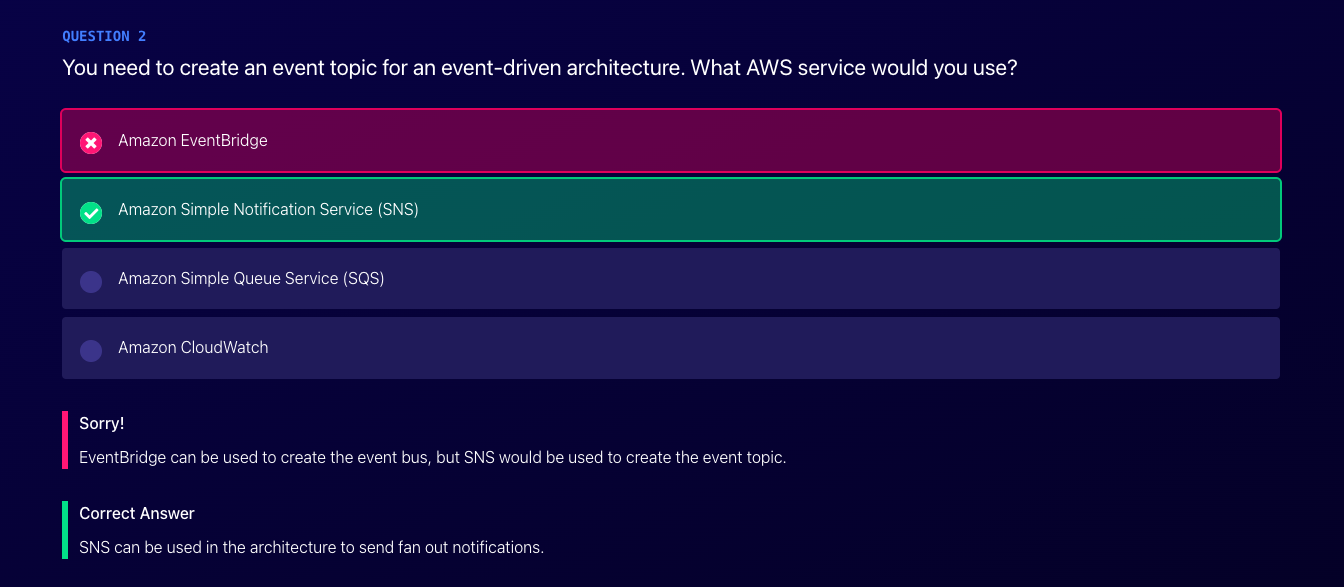 QUESTION 2
You need to create an event topic for an event-driven architecture. What AWS service would you use?
Amazon EventBridge
Amazon Simple Notification Service (SNS)
Amazon Simple Queue Service (SQS)
Amazon CloudWatch
Sorry!
EventBridge can be used to create the event bus, but SNS would be used to create the event topic.
Correct Answer
SNS can be used in the architecture to send fan out notifications.